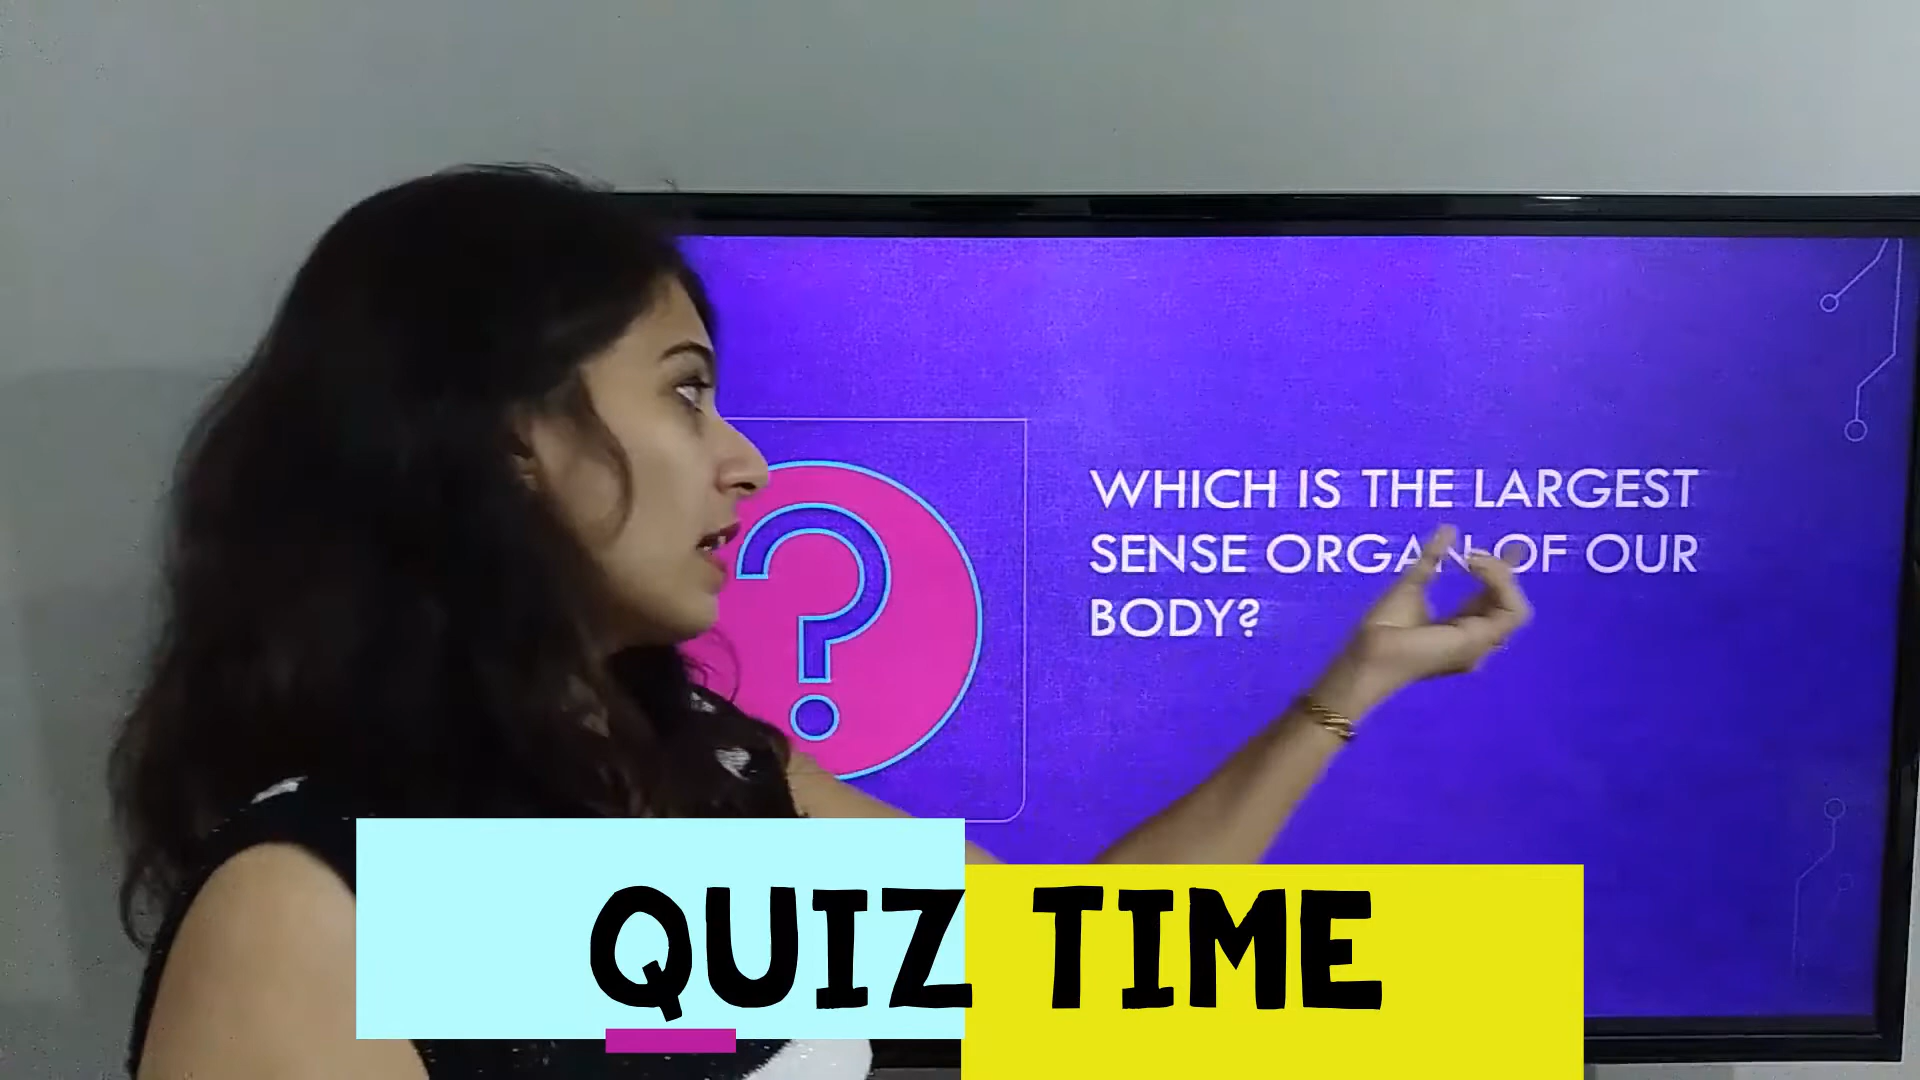 WHICH IS THE LARGEST
SENSE ORGAN OF OUR
BODY?
QUIZ TIME